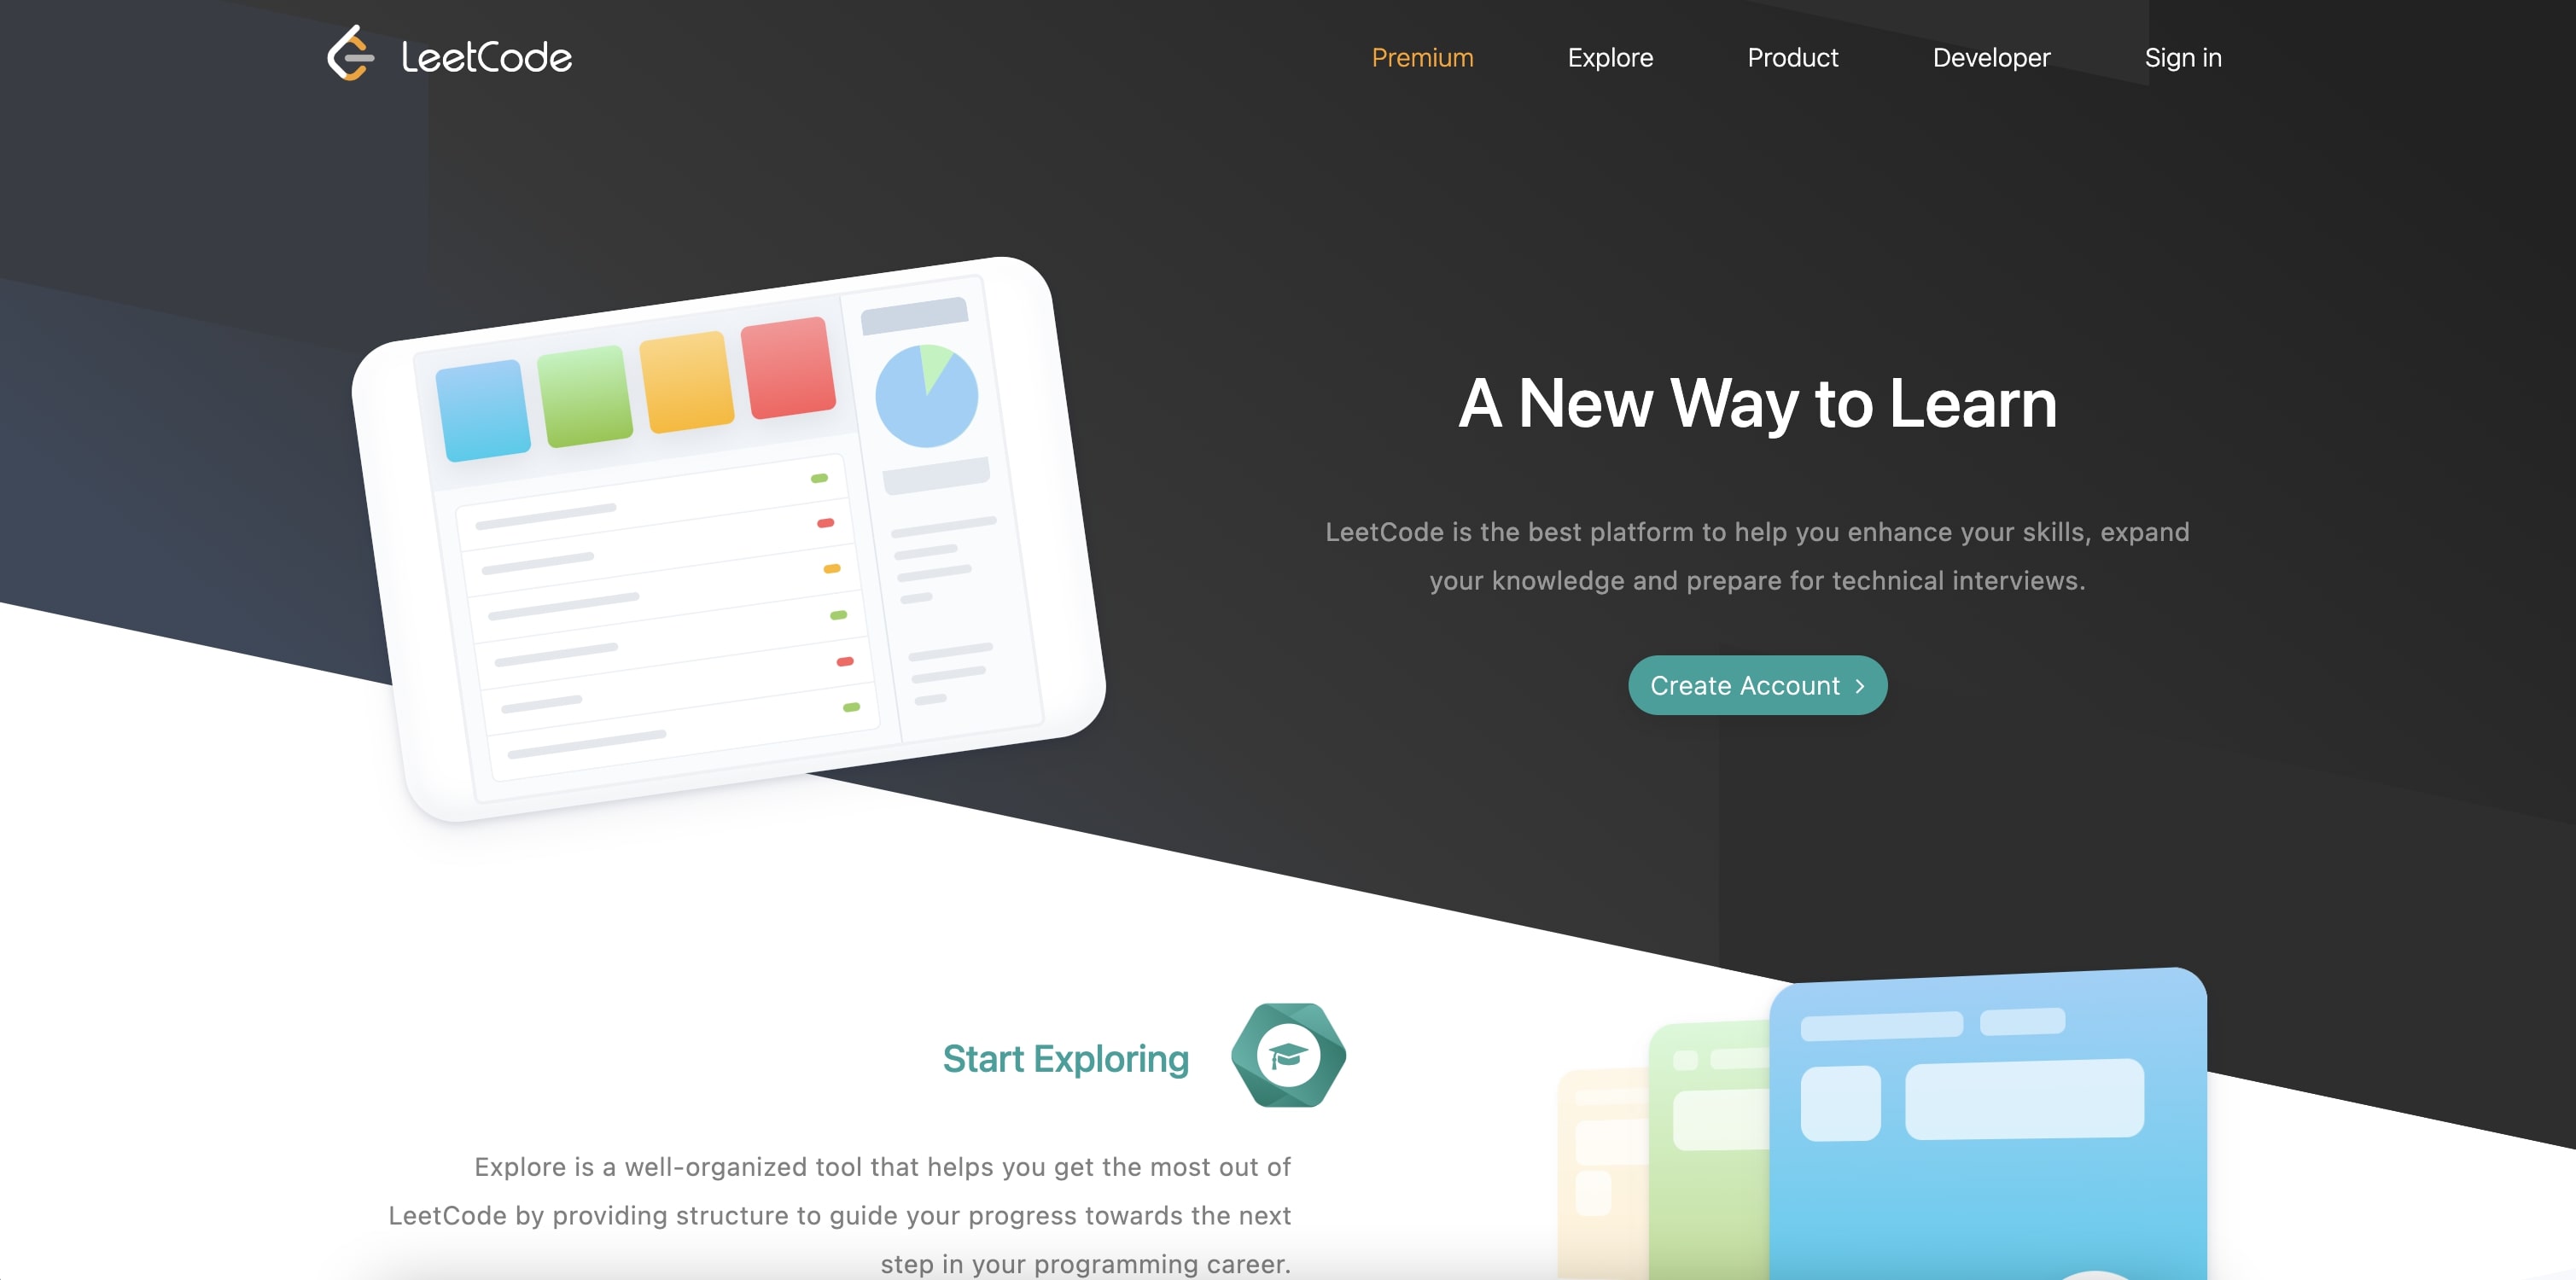 LeetCode
Premium Explore Product Developer Sign in
A New Way to Learn
LeetCode is the best platform to help you enhance your skills, expand
your knowledge and prepare for technical interviews.
Create Account
Start Exploring
Explore is a well-organized tool that helps you get the most out of
LeetCode by providing structure to guide your progress towards the next
step in your programming career.